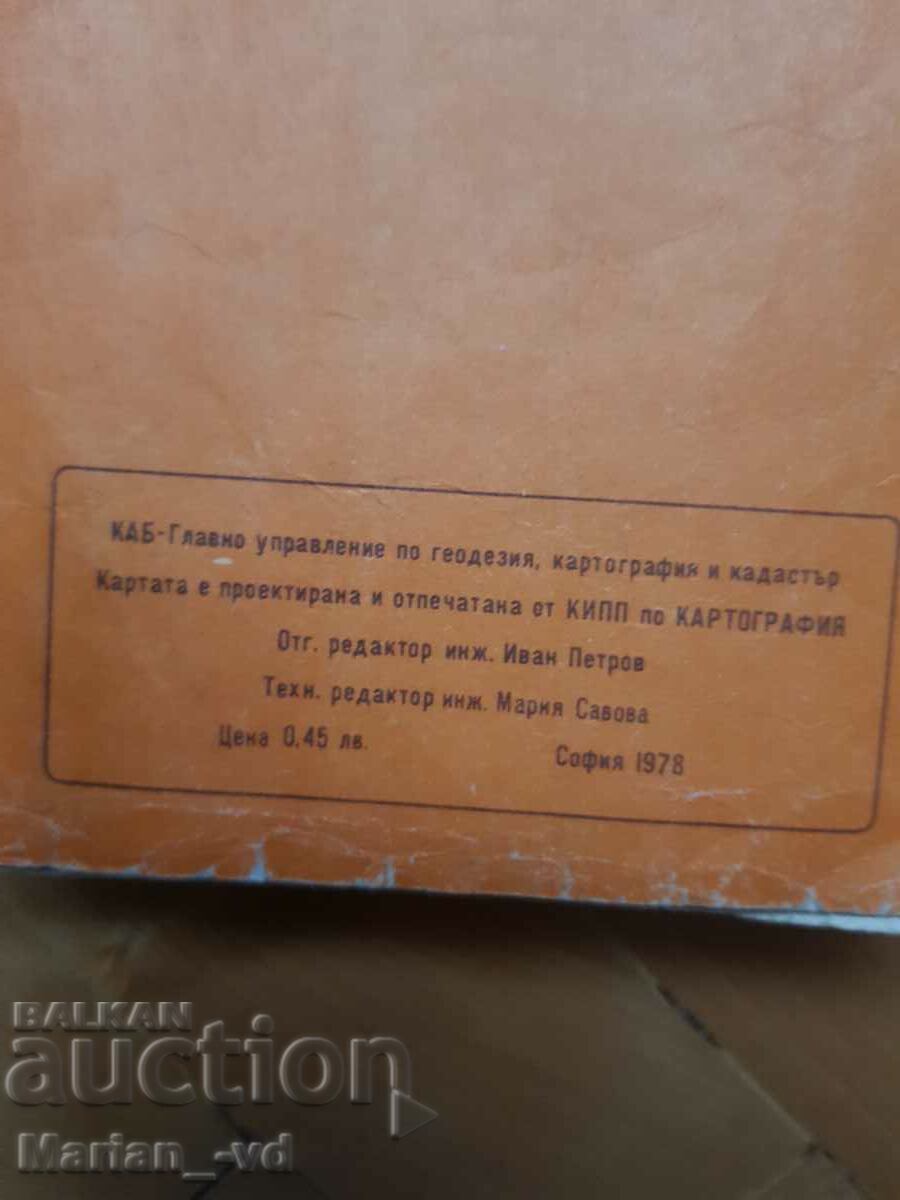 КАБ-Главно управление по геодезия, картография и кадастър
Картата е проектирана и отпечатана от КИПП по КАРТОГРАФИЯ
Отг. редактор инж. Иван Петров
Техн. редактор инж. Мария Савова
Цена 0,45 лв. София 1978
BALKAN
auction
Marian_-vd